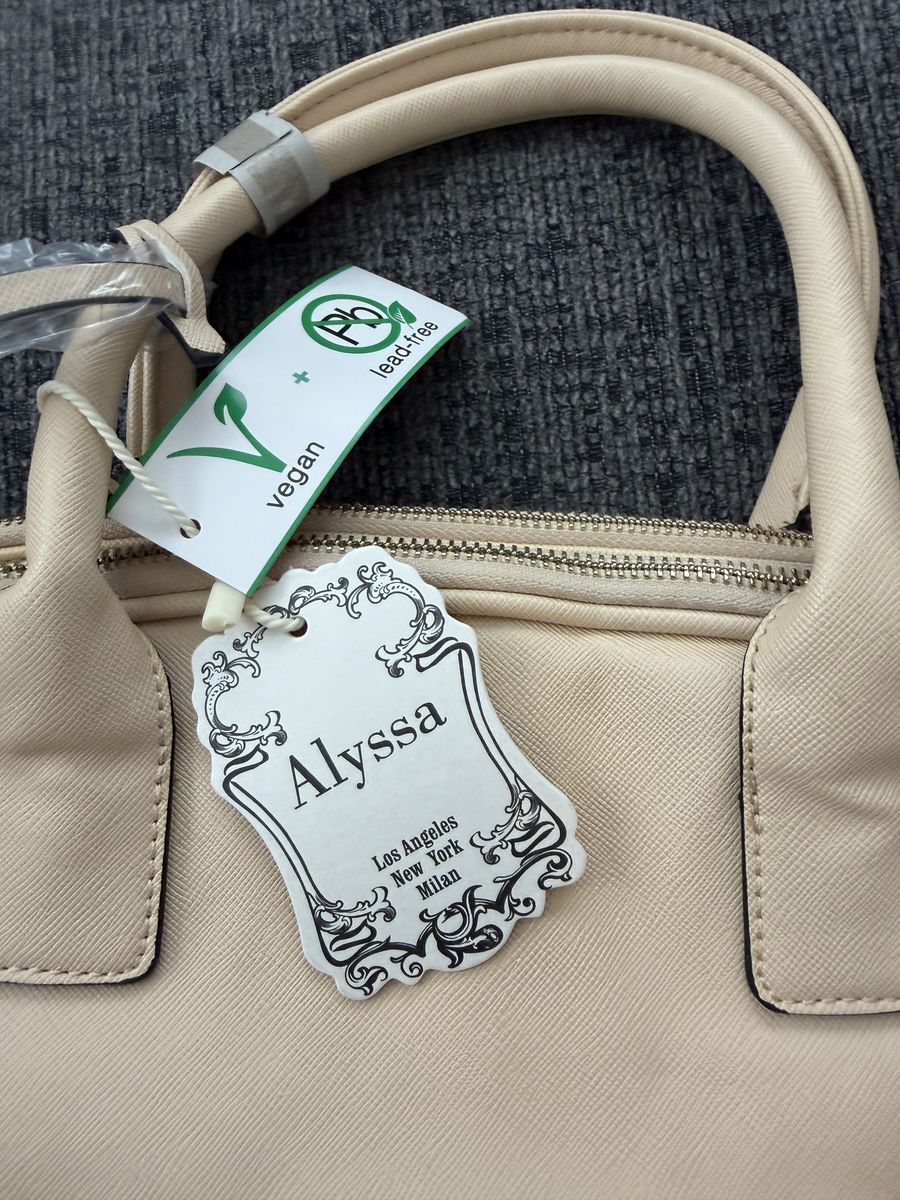 Pb
lead-free
+
vegan
Alyssa
Los Angeles
New York
Milan